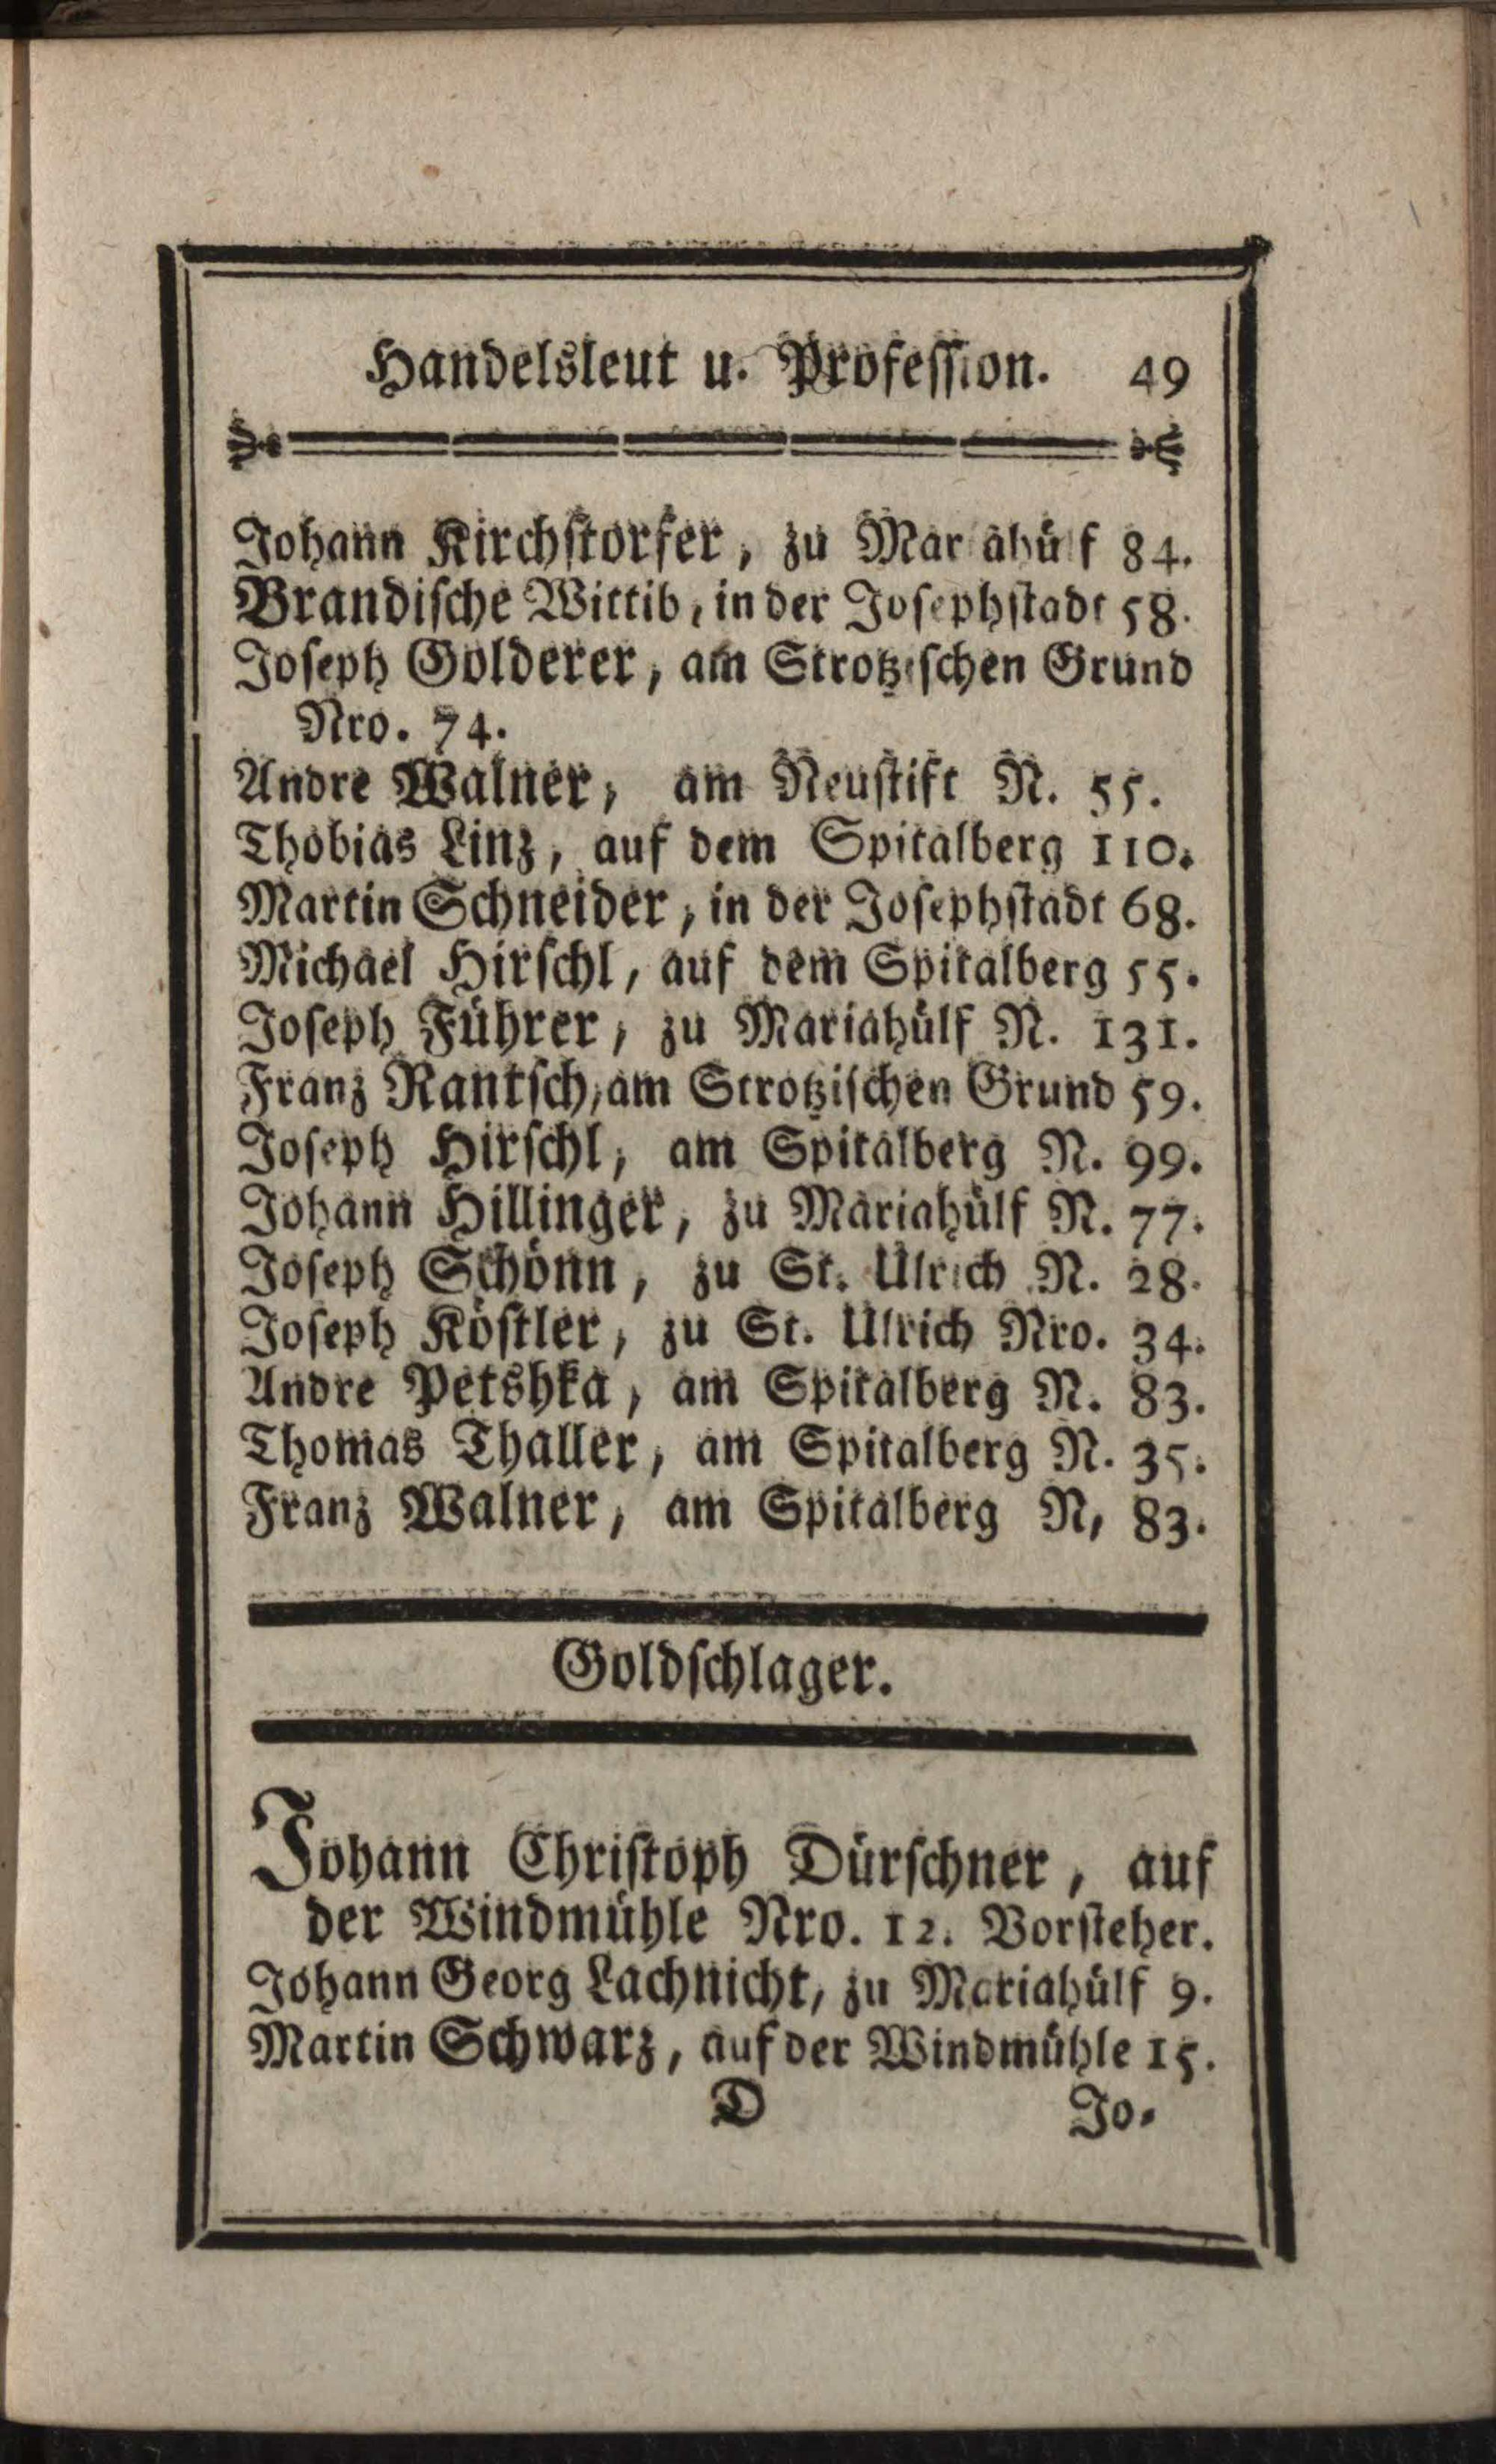 Handelsleut u. Profession. 49
Johann Kirchstorfer, zu Mariahülf 84.
Brandische Wittib, in der Josephstadt 58.
Joseph Golderer, am Strotzischen Grund
Nro. 74.
Andre Walner, am Neustift N. 55.
Thobias Linz, auf dem Spitalberg 110.
Martin Schneider, in der Josephstadt 68.
Michael Hirschl, auf dem Spitalberg 55.
Joseph Führer, zu Mariahülf N. 131.
Franz Rantsch, am Strotzischen Grund 59.
Joseph Hirschl, am Spitalberg N. 99.
Johann Hillinger, zu Mariahülf N. 77.
Joseph Schönn, zu St. Ulrich N. 28.
Joseph Köstler, zu St. Ulrich Nro. 34.
Andre Petshka, am Spitalberg N. 83.
Thomas Thaller, am Spitalberg N. 35.
Franz Walner, am Spitalberg N, 83.
Goldschlager.
Johann Christoph Dürschner, auf
der Windmühle Nro. 12. Vorsteher.
Johann Georg Lachnicht, zu Mariahülf 9.
Martin Schwarz, auf der Windmühle 15.
D Jo-